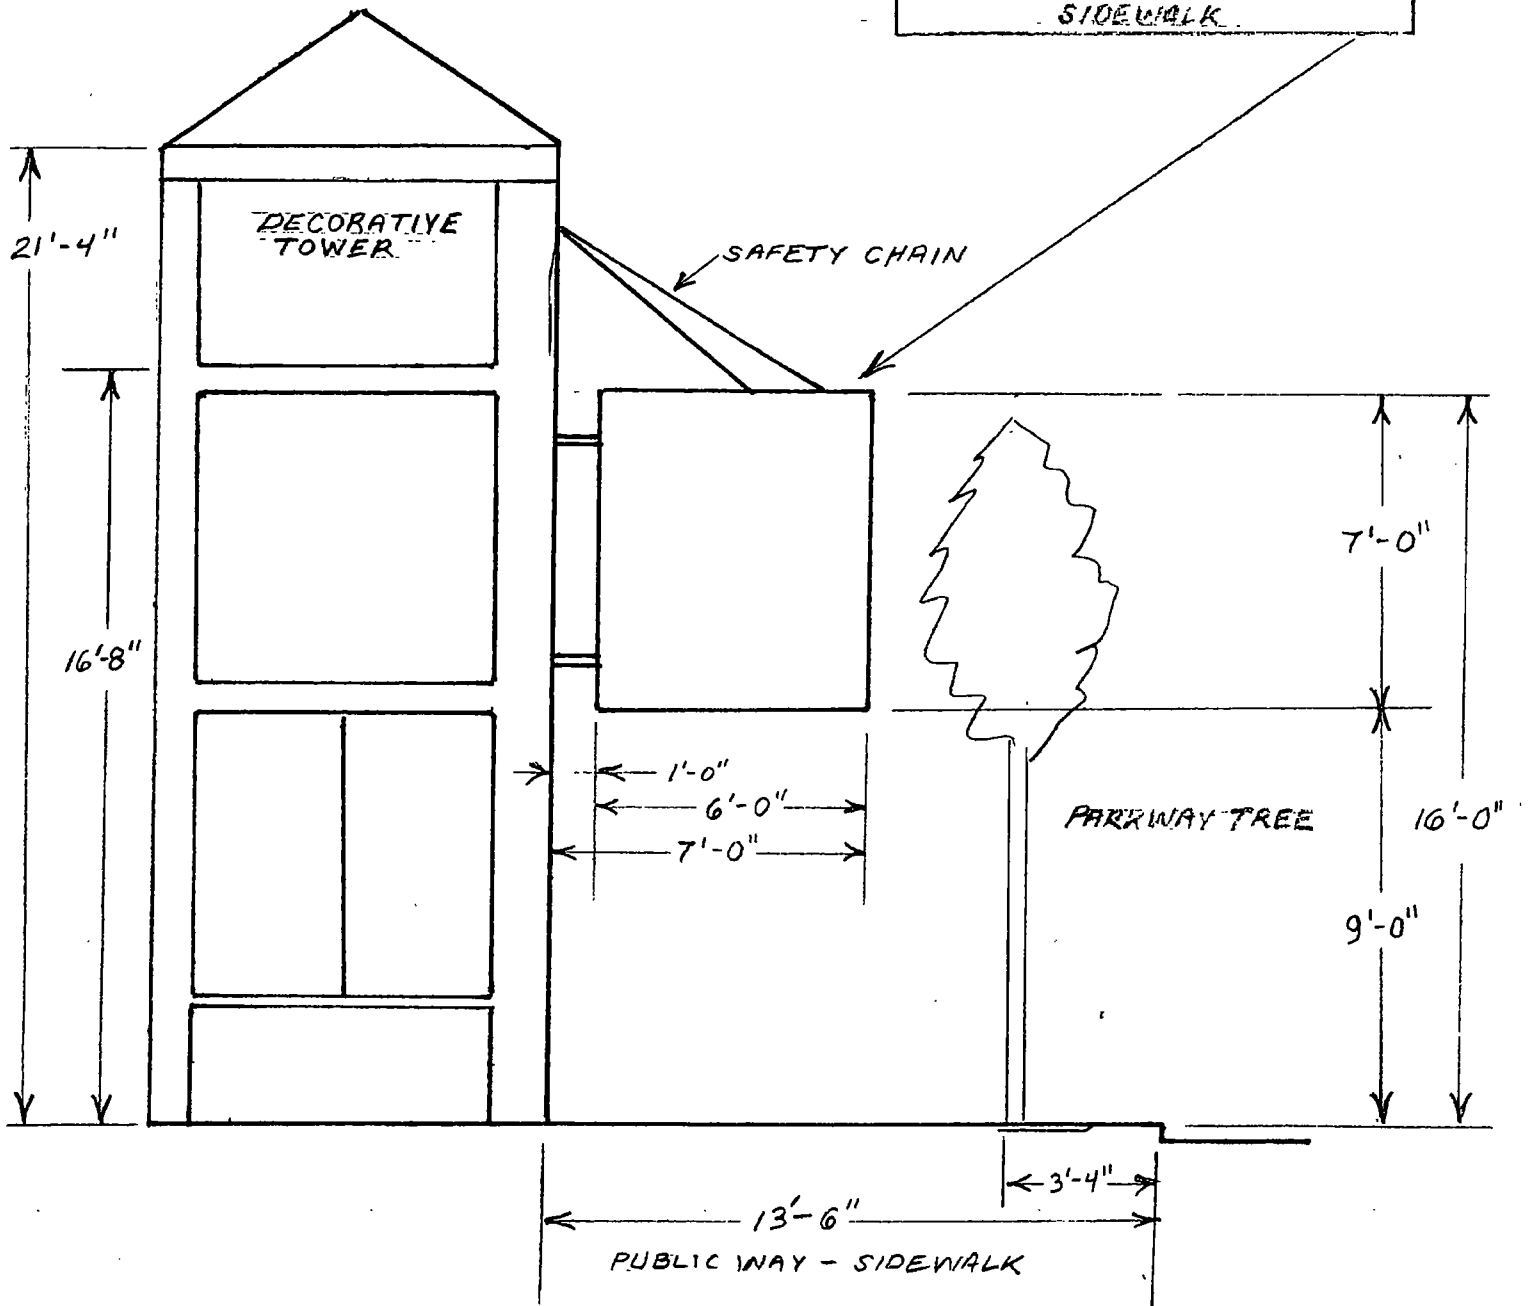 SIDEWALK
DECORATIVE
TOWER
21'-4"
SAFETY CHAIN
7'-0"
16'-8"
1'-0"
6'-0"
7'-0"
PARKWAY TREE
16'-0"
9'-0"
3'-4"
13'-6"
PUBLIC WAY - SIDEWALK